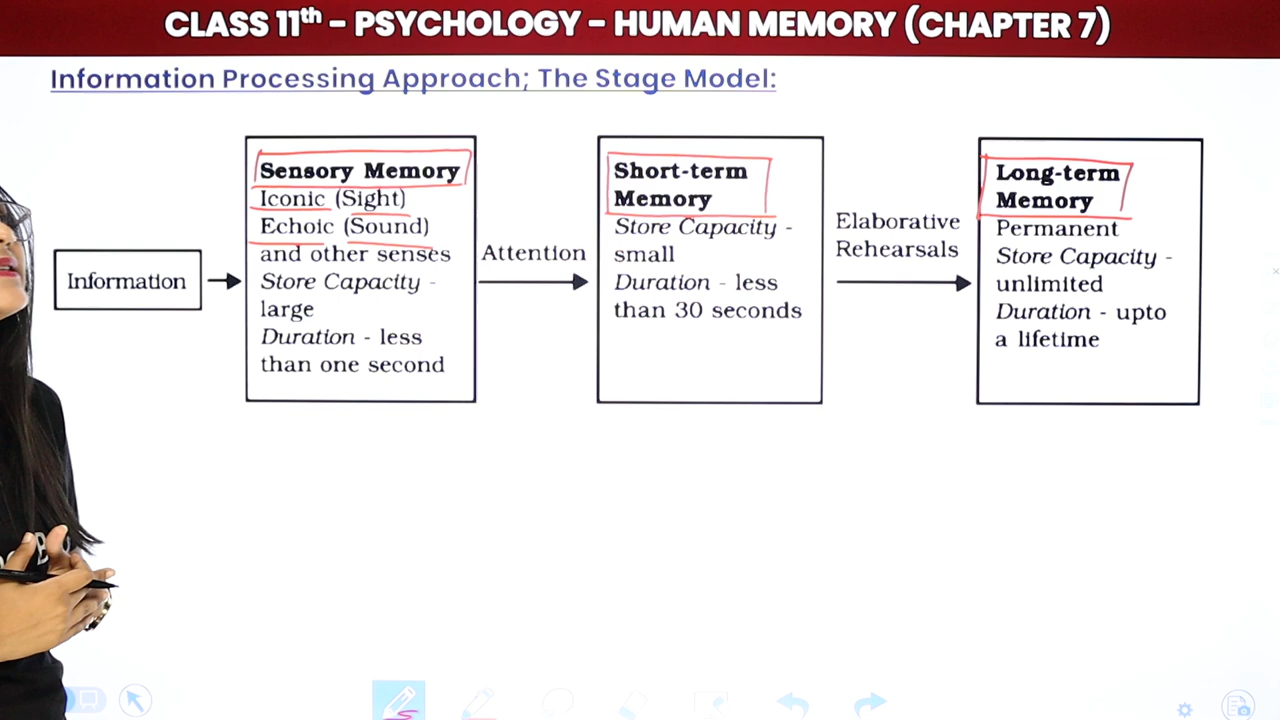 CLASS 11th - PSYCHOLOGY - HUMAN MEMORY (CHAPTER 7)
Information Processing Approach; The Stage Model:
Information
Sensory Memory
Iconic (Sight)
Echoic (Sound)
and other senses
Store Capacity -
large
Duration - less
than one second
Attention
Short-term
Memory
Store Capacity -
small
Duration - less
than 30 seconds
Elaborative
Rehearsals
Long-term
Memory
Permanent
Store Capacity -
unlimited
Duration - upto
a lifetime